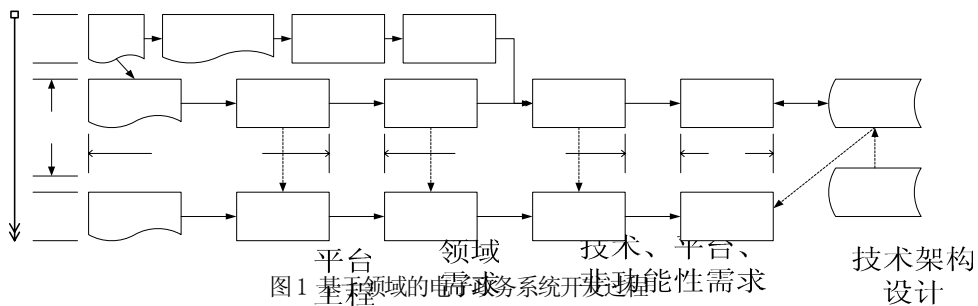 平台
工程
领域
需求
技术、平台、
非功能性需求
技术架构
设计
图1 基于领域的电子政务系统开发过程